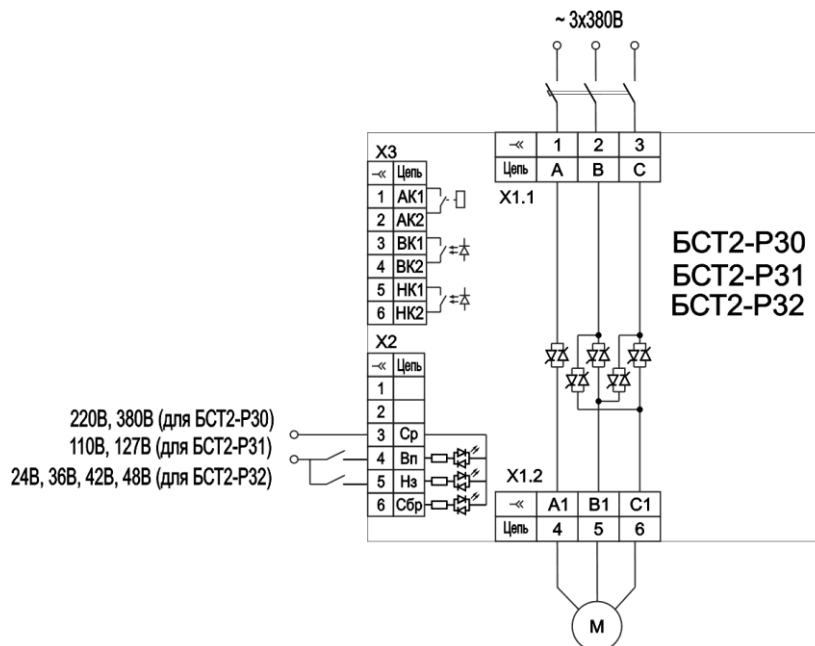 ~ 3х380В
-≪ 1 2 3
Цепь А В С
Х1.1
Х3
-≪ Цепь
1 АК1
2 АК2
3 ВК1
4 ВК2
5 НК1
6 НК2
БСТ2-Р30
БСТ2-Р31
БСТ2-Р32
Х2
-≪ Цепь
1
2
3 Ср
4 Вп
5 Нз
6 Сбр
220В, 380В (для БСТ2-Р30)
110В, 127В (для БСТ2-Р31)
24В, 36В, 42В, 48В (для БСТ2-Р32)
Х1.2
-≪ А1 В1 С1
Цепь 4 5 6
М